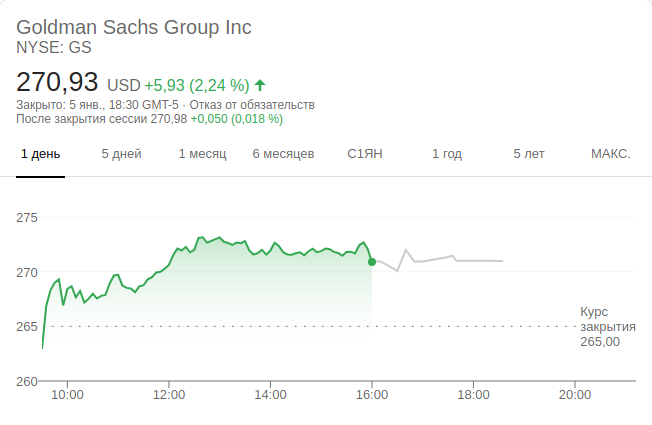 Goldman Sachs Group Inc
NYSE: GS
270,93 USD +5,93 (2,24 %)
Закрыто: 5 янв., 18:30 GMT-5 · Отказ от обязательств
После закрытия сессии 270,98 +0,050 (0,018 %)
1 день 5 дней 1 месяц 6 месяцев С1ЯН 1 год 5 лет МАКС.
275
270
265
260
Курс
закрытия
265,00
10:00 12:00 14:00 16:00 18:00 20:00